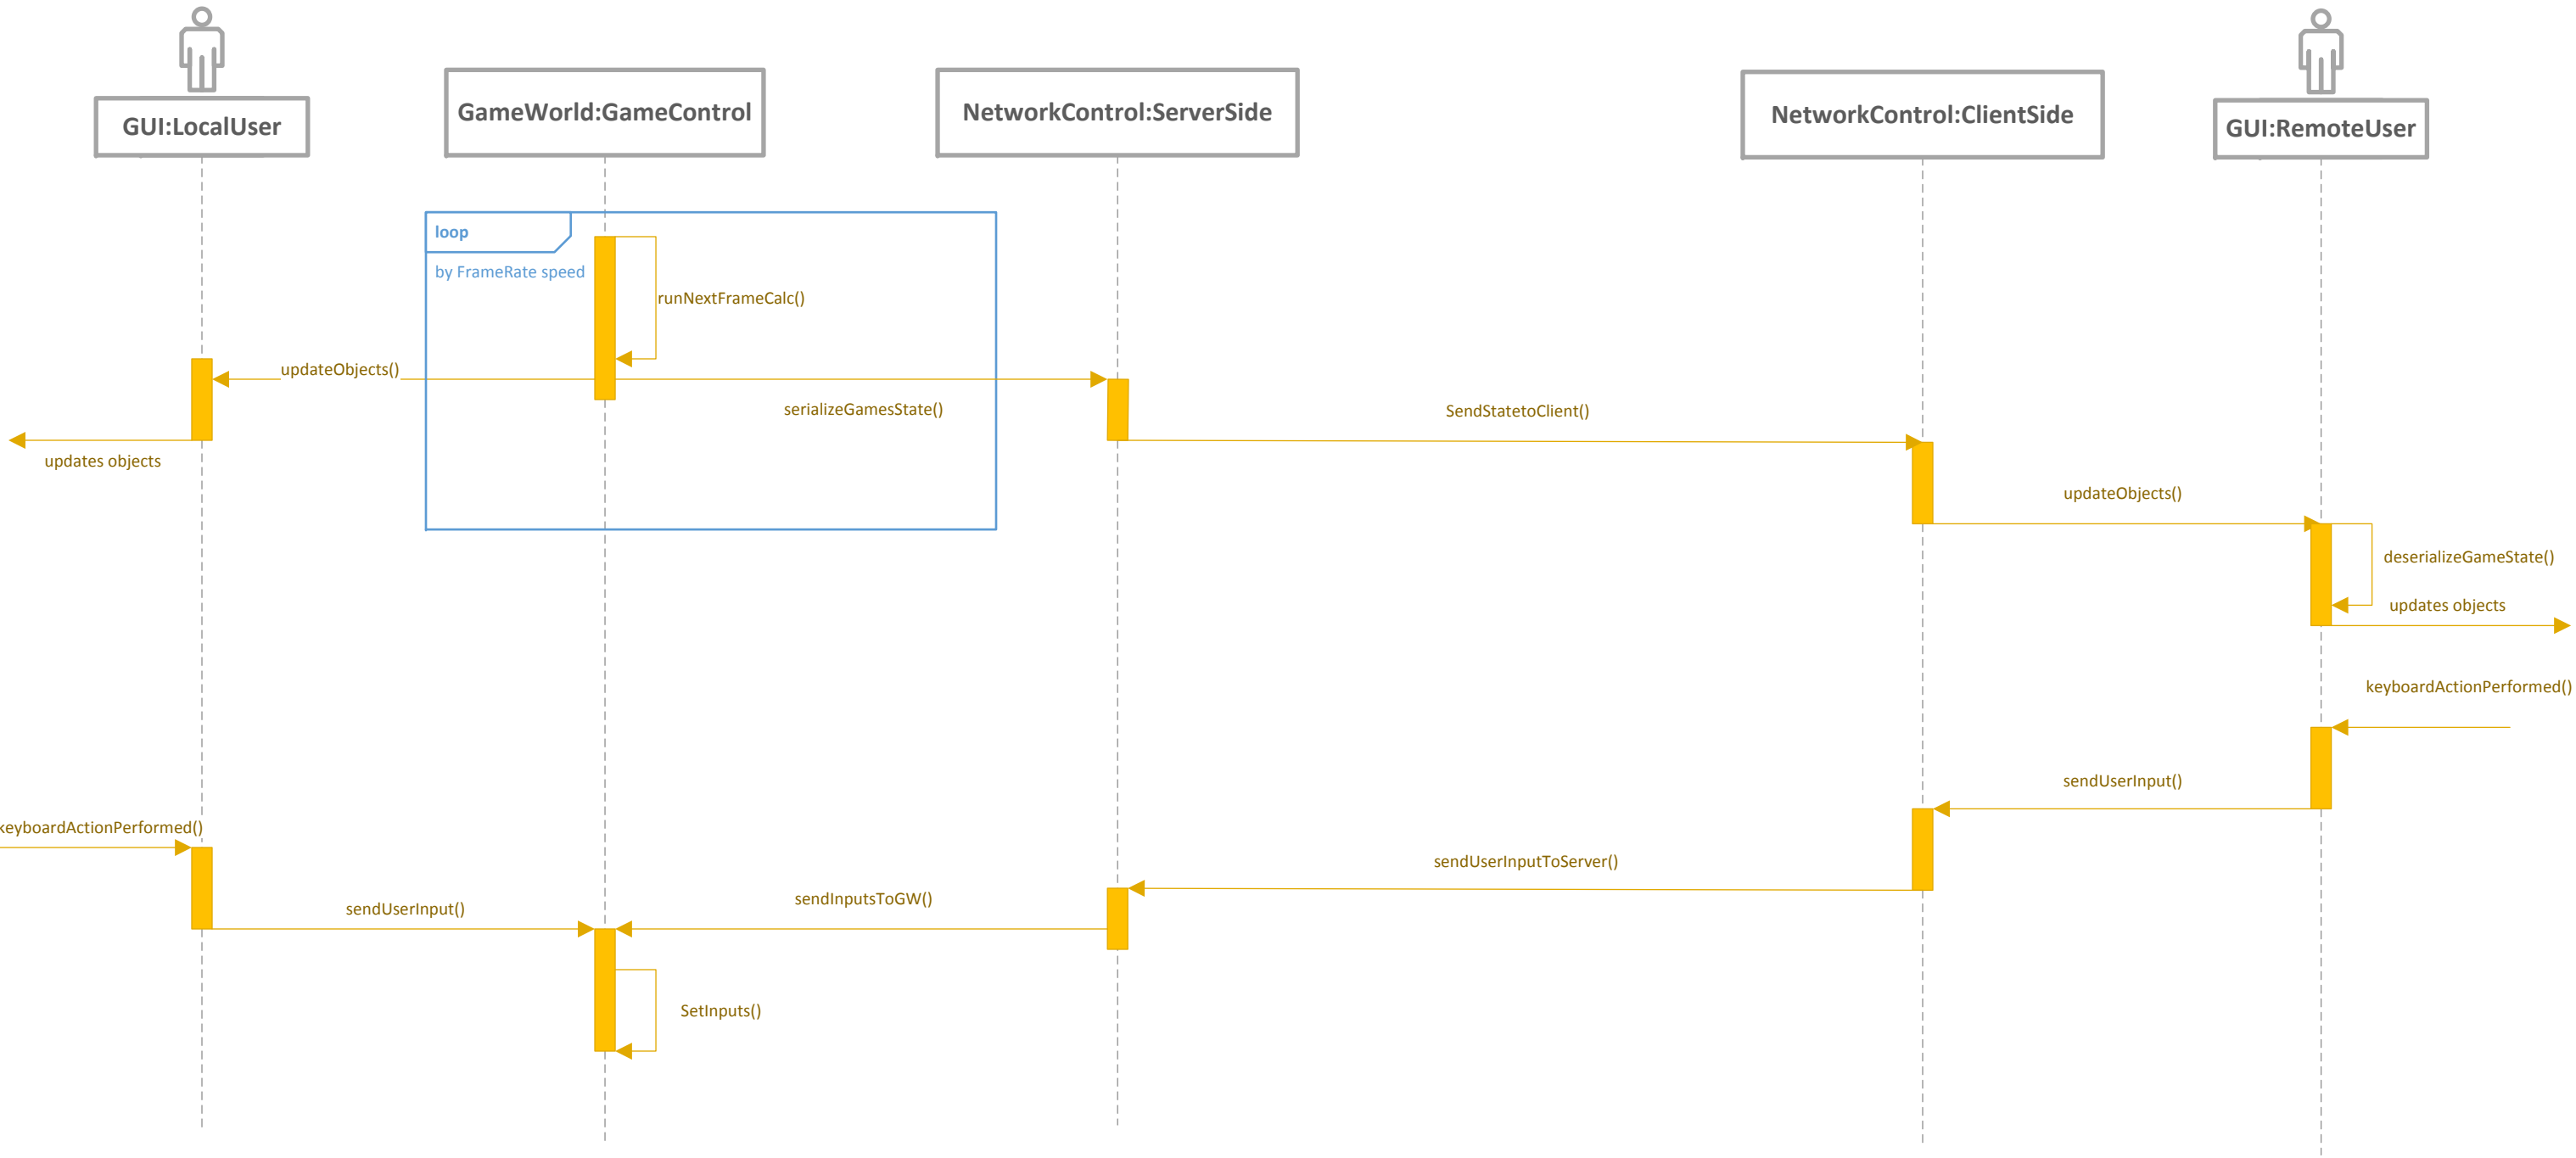 GUI:LocalUser
GameWorld:GameControl
NetworkControl:ServerSide
NetworkControl:ClientSide
GUI:RemoteUser
loop
by FrameRate speed
runNextFrameCalc()
updateObjects()
serializeGamesState()
SendStatetoClient()
updates objects
updateObjects()
deserializeGameState()
updates objects
keyboardActionPerformed()
sendUserInput()
keyboardActionPerformed()
sendUserInputToServer()
sendInputsToGW()
sendUserInput()
SetInputs()